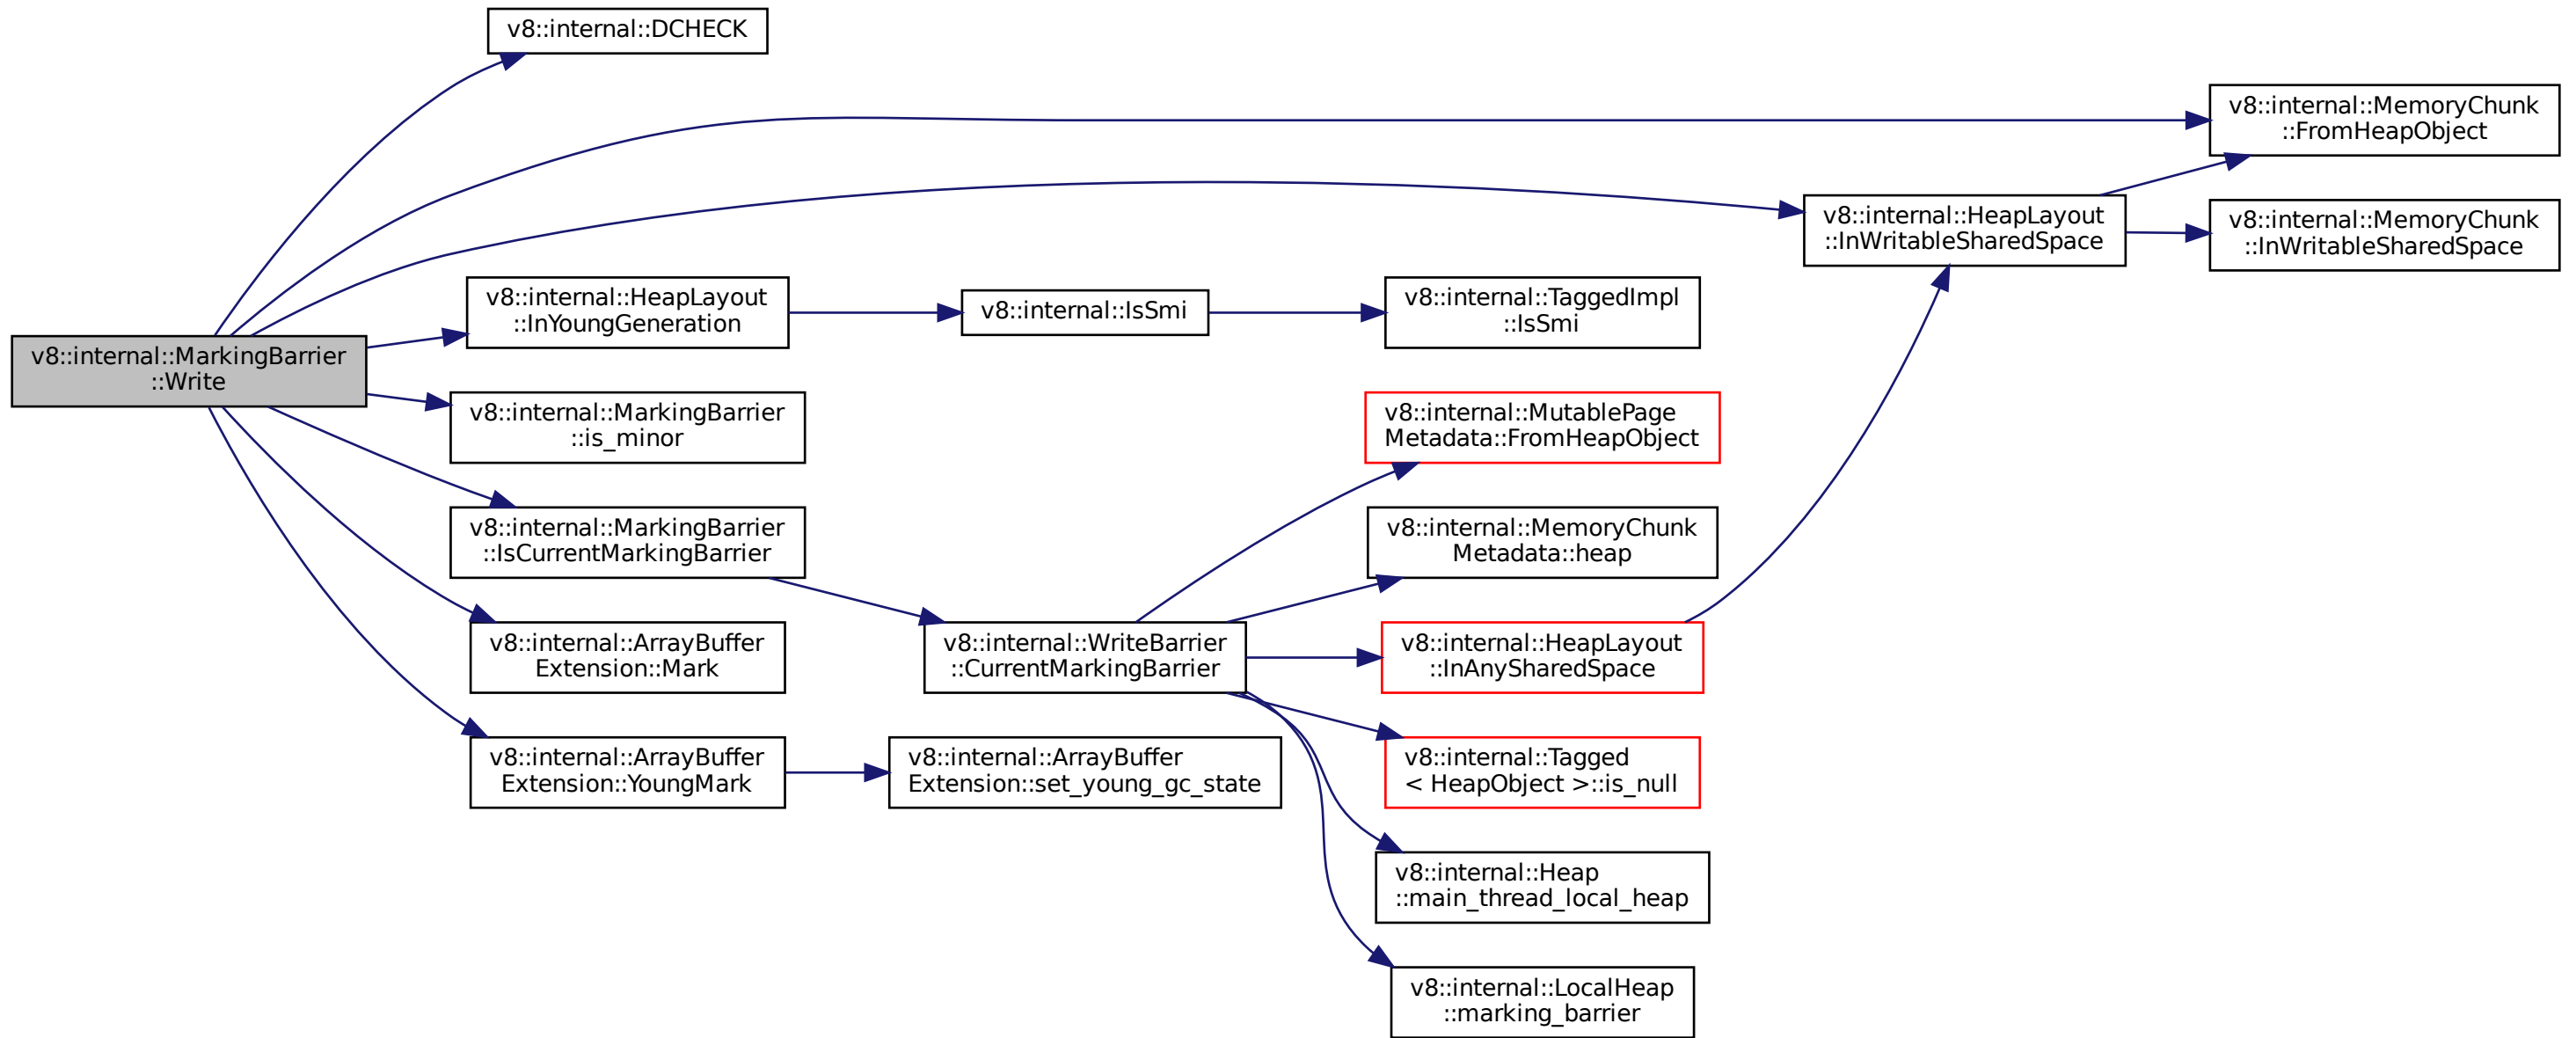 v8::internal::DCHECK
v8::internal::MemoryChunk
::FromHeapObject
v8::internal::HeapLayout
::InWritableSharedSpace
v8::internal::MemoryChunk
::InWritableSharedSpace
v8::internal::HeapLayout
::InYoungGeneration
v8::internal::IsSmi
v8::internal::TaggedImpl
::IsSmi
v8::internal::MarkingBarrier
::Write
v8::internal::MarkingBarrier
::is_minor
v8::internal::MutablePage
Metadata::FromHeapObject
v8::internal::MarkingBarrier
::IsCurrentMarkingBarrier
v8::internal::MemoryChunk
Metadata::heap
v8::internal::ArrayBuffer
Extension::Mark
v8::internal::WriteBarrier
::CurrentMarkingBarrier
v8::internal::HeapLayout
::InAnySharedSpace
v8::internal::ArrayBuffer
Extension::YoungMark
v8::internal::ArrayBuffer
Extension::set_young_gc_state
v8::internal::Tagged
< HeapObject >::is_null
v8::internal::Heap
::main_thread_local_heap
v8::internal::LocalHeap
::marking_barrier